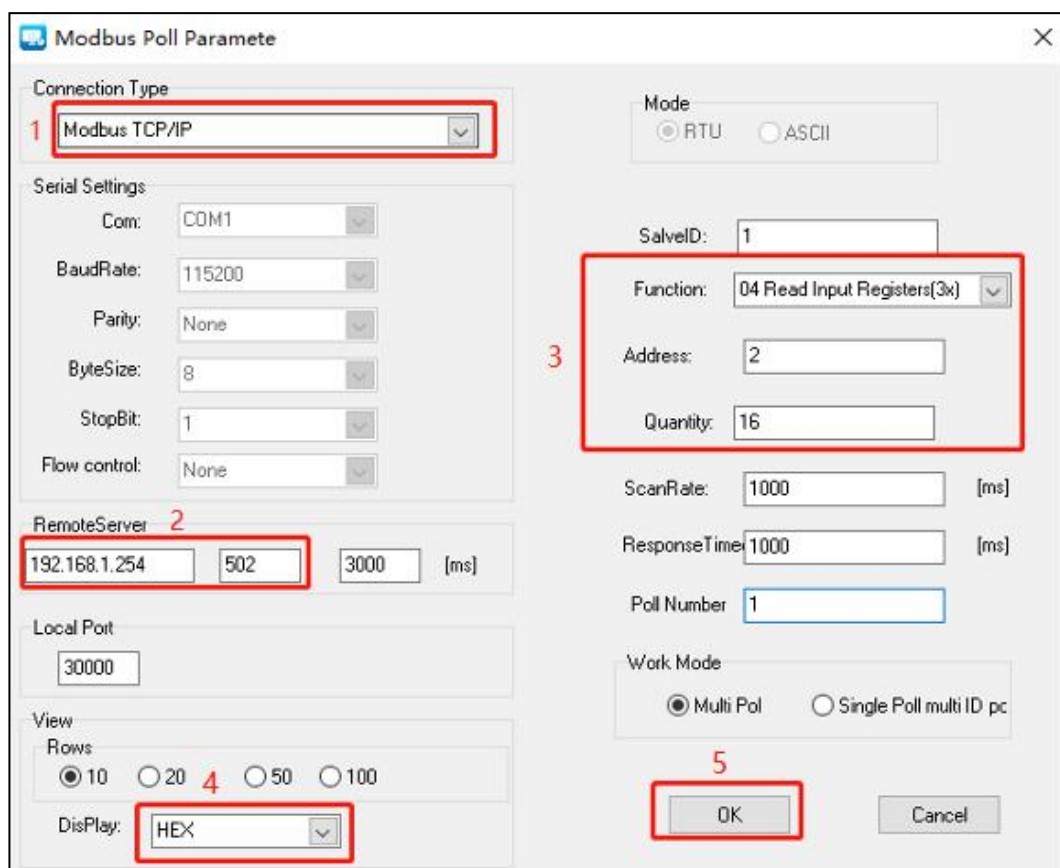 Modbus Poll Paramete
Connection Type
1
Modbus TCP/IP
Mode
RTU
ASCII
Serial Settings
Com:
COM1
BaudRate:
115200
Parity:
None
ByteSize:
8
StopBit:
1
Flow control:
None
SalveID:
1
3
Function:
04 Read Input Registers(3x)
Address:
2
Quantity:
16
ScanRate:
1000
[ms]
ResponseTime
1000
[ms]
Poll Number
1
RemoteServer
2
192.168.1.254
502
3000
[ms]
Local Port
30000
Work Mode
Multi Pol
Single Poll multi ID pc
View
Rows
10
20
50
100
4
DisPlay:
HEX
5
OK
Cancel